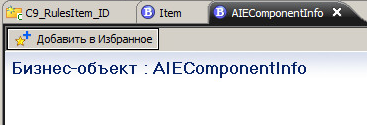 C9_RulesItem_ID Item AIEComponentInfo
Добавить в Избранное
Бизнес-объект : AIEComponentInfo